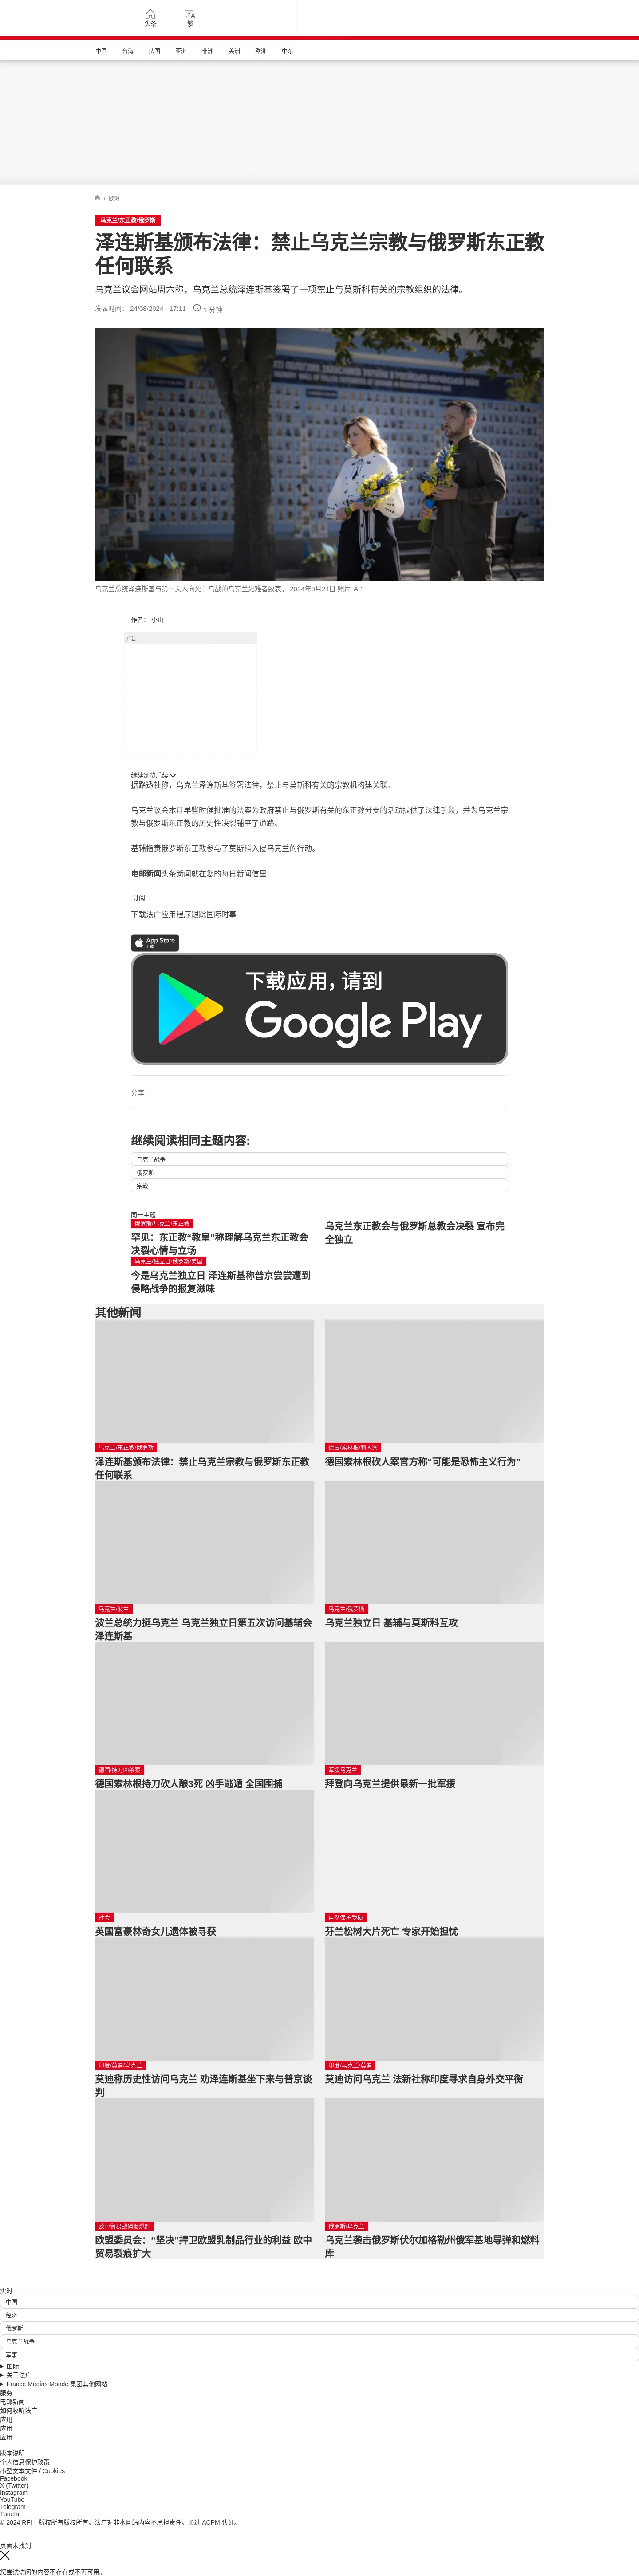 头条
繁
中国
台海
法国
亚洲
非洲
美洲
欧洲
中东
/ 欧洲
乌克兰/东正教/俄罗斯
泽连斯基颁布法律：禁止乌克兰宗教与俄罗斯东正教
任何联系
乌克兰议会网站周六称，乌克兰总统泽连斯基签署了一项禁止与莫斯科有关的宗教组织的法律。
发表时间： 24/08/2024 - 17:11
1 分钟
乌克兰总统泽连斯基与第一夫人向死于乌战的乌克兰死难者致哀。 2024年8月24日 照片 AP
作者： 小山
广告
继续浏览后续
据路透社称，乌克兰泽连斯基签署法律，禁止与莫斯科有关的宗教机构建关联。
乌克兰议会本月早些时候批准的法案为政府禁止与俄罗斯有关的东正教分支的活动提供了法律手段，并为乌克兰宗
教与俄罗斯东正教的历史性决裂铺平了道路。
基辅指责俄罗斯东正教参与了莫斯科入侵乌克兰的行动。
电邮新闻头条新闻就在您的每日新闻信里
订阅
下载法广应用程序跟踪国际时事
App Store
下载
下载应用，请到
Google Play
分享 :
继续阅读相同主题内容:
乌克兰战争
俄罗斯
宗教
同一主题
俄罗斯/乌克兰/东正教
罕见：东正教“教皇”称理解乌克兰东正教会
决裂心情与立场
乌克兰东正教会与俄罗斯总教会决裂 宣布完
全独立
乌克兰/独立日/俄罗斯/美国
今是乌克兰独立日 泽连斯基称普京尝尝遭到
侵略战争的报复滋味
其他新闻
乌克兰/东正教/俄罗斯
泽连斯基颁布法律：禁止乌克兰宗教与俄罗斯东正教
任何联系
德国/索林根/刺人案
德国索林根砍人案官方称“可能是恐怖主义行为”
乌克兰/波兰
波兰总统力挺乌克兰 乌克兰独立日第五次访问基辅会
泽连斯基
乌克兰/俄罗斯
乌克兰独立日 基辅与莫斯科互攻
德国/持刀凶杀案
德国索林根持刀砍人酿3死 凶手逃遁 全国围捕
军援乌克兰
拜登向乌克兰提供最新一批军援
社会
英国富豪林奇女儿遗体被寻获
自然保护受损
芬兰松树大片死亡 专家开始担忧
印度/莫迪/乌克兰
莫迪称历史性访问乌克兰 劝泽连斯基坐下来与普京谈
判
印度/乌克兰/莫迪
莫迪访问乌克兰 法新社称印度寻求自身外交平衡
欧中贸易战硝烟燃起
欧盟委员会：“坚决”捍卫欧盟乳制品行业的利益 欧中
贸易裂痕扩大
俄罗斯/乌克兰
乌克兰袭击俄罗斯伏尔加格勒州俄军基地导弹和燃料
库
实时
中国
经济
俄罗斯
乌克兰战争
军事
国际
关于法广
France Médias Monde 集团其他网站
服务
电邮新闻
如何收听法广
应用
应用
应用
版本说明
个人信息保护政策
小型文本文件 / Cookies
Facebook
X (Twitter)
Instagram
YouTube
Telegram
TuneIn
© 2024 RFI – 版权所有版权所有。法广对非本网站内容不承担责任。通过 ACPM 认证。
页面未找到
您尝试访问的内容不存在或不再可用。